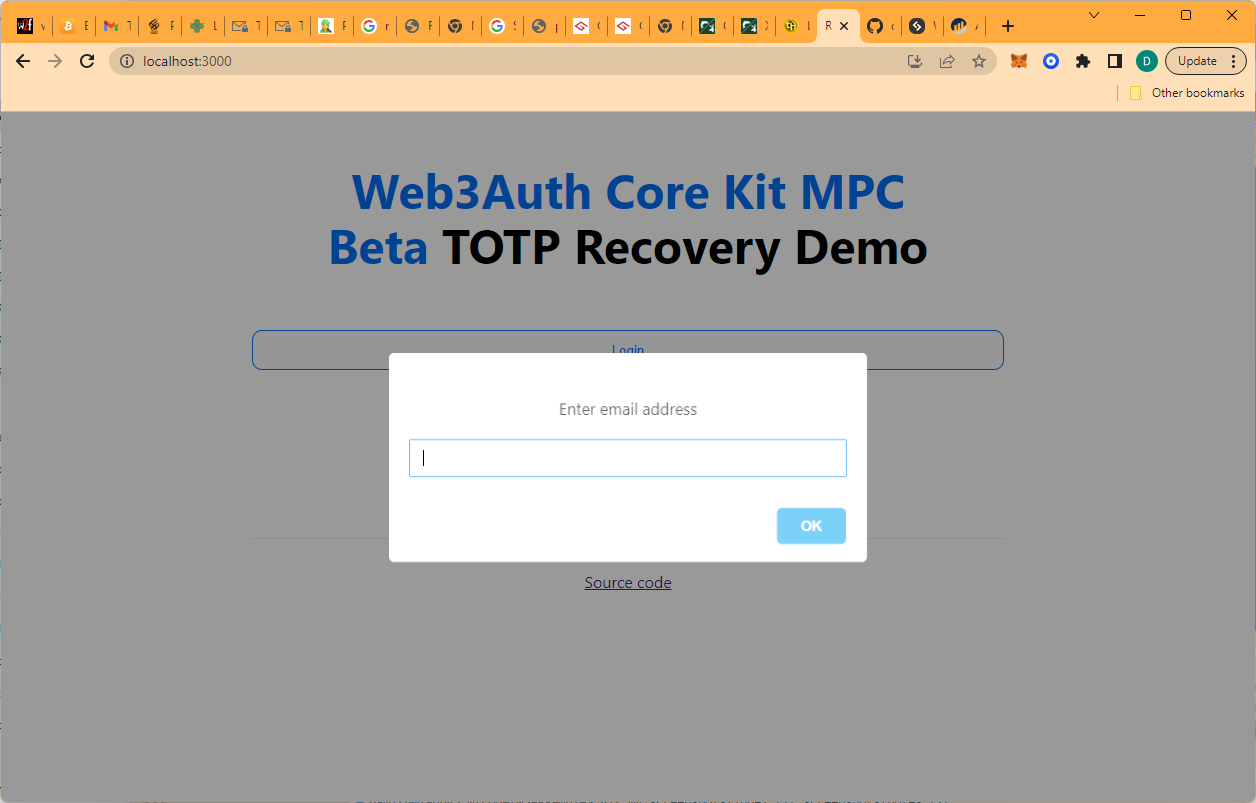 localhost:3000
D
Update
Other bookmarks
Web3Auth Core Kit MPC
Beta TOTP Recovery Demo
Login
Enter email address
OK
Source code